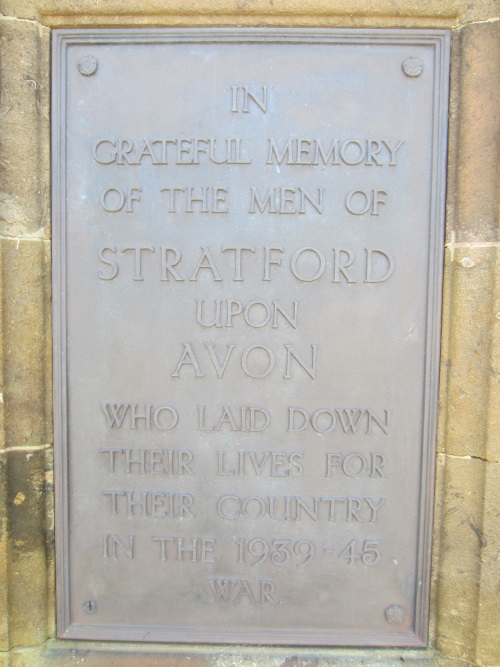 IN
GRATEFUL MEMORY
OF THE MEN OF
STRATFORD
UPON
AVON
WHO LAID DOWN
THEIR LIVES FOR
THEIR COUNTRY
IN THE 1939-45
WAR